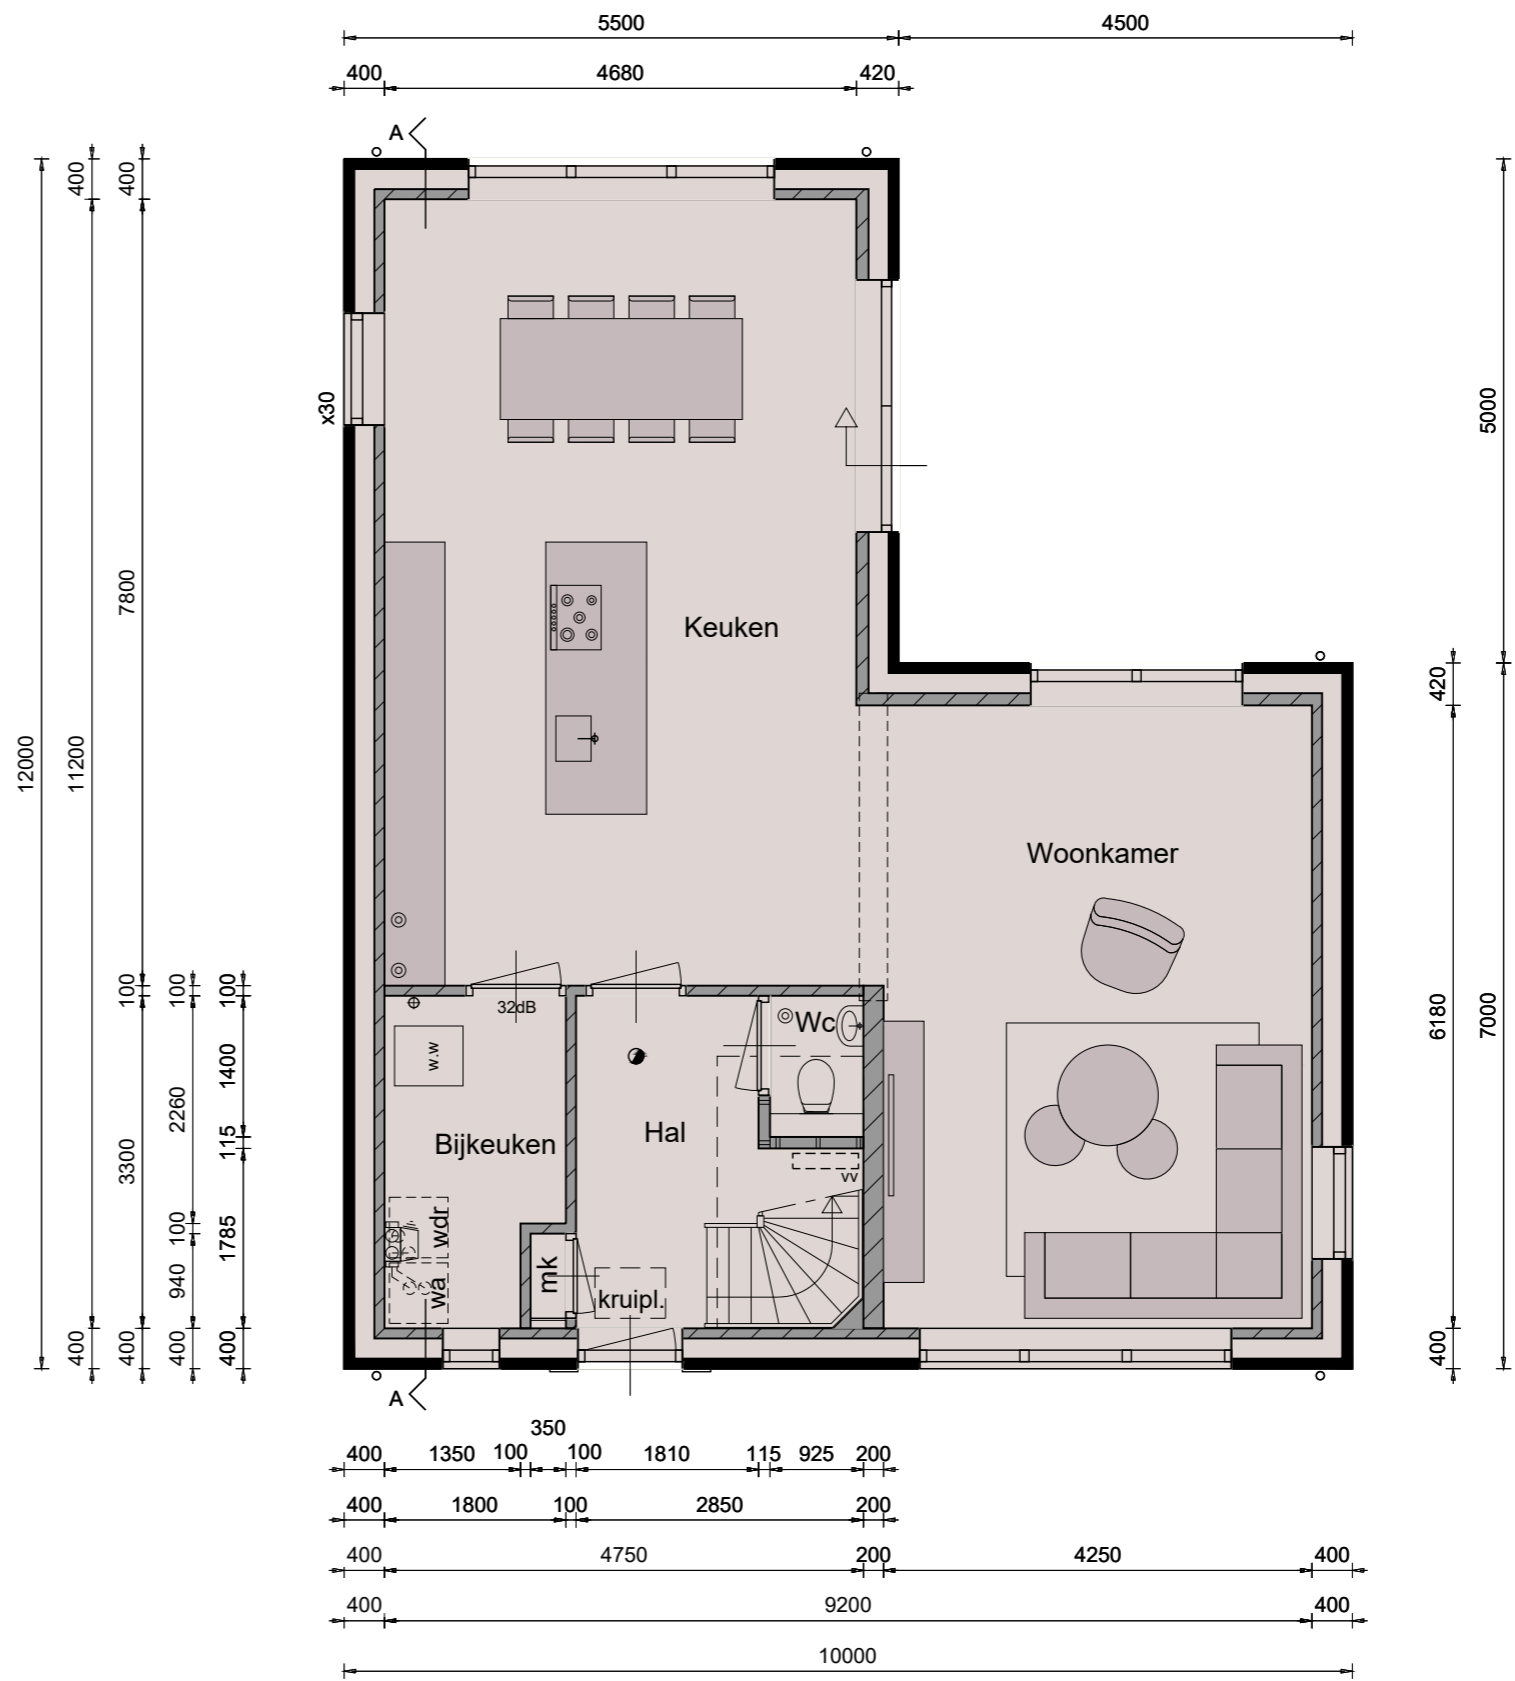 5500 4500
400 4680 420
A
400 400
x30
5000
7800
Keuken
420
12000 11200
Woonkamer
100 100 100
32dB
Wc
w.w
1400
2260
6180 7000
Hal
Bijkeuken
115
3300
vv
100
1785
wdr
940
mk
wa
kruipl.
400 400 400 400
400
A
350
400 1350 100 100 1810 115 925 200
400 1800 100 2850 200
400 4750 200 4250 400
400 9200 400
10000